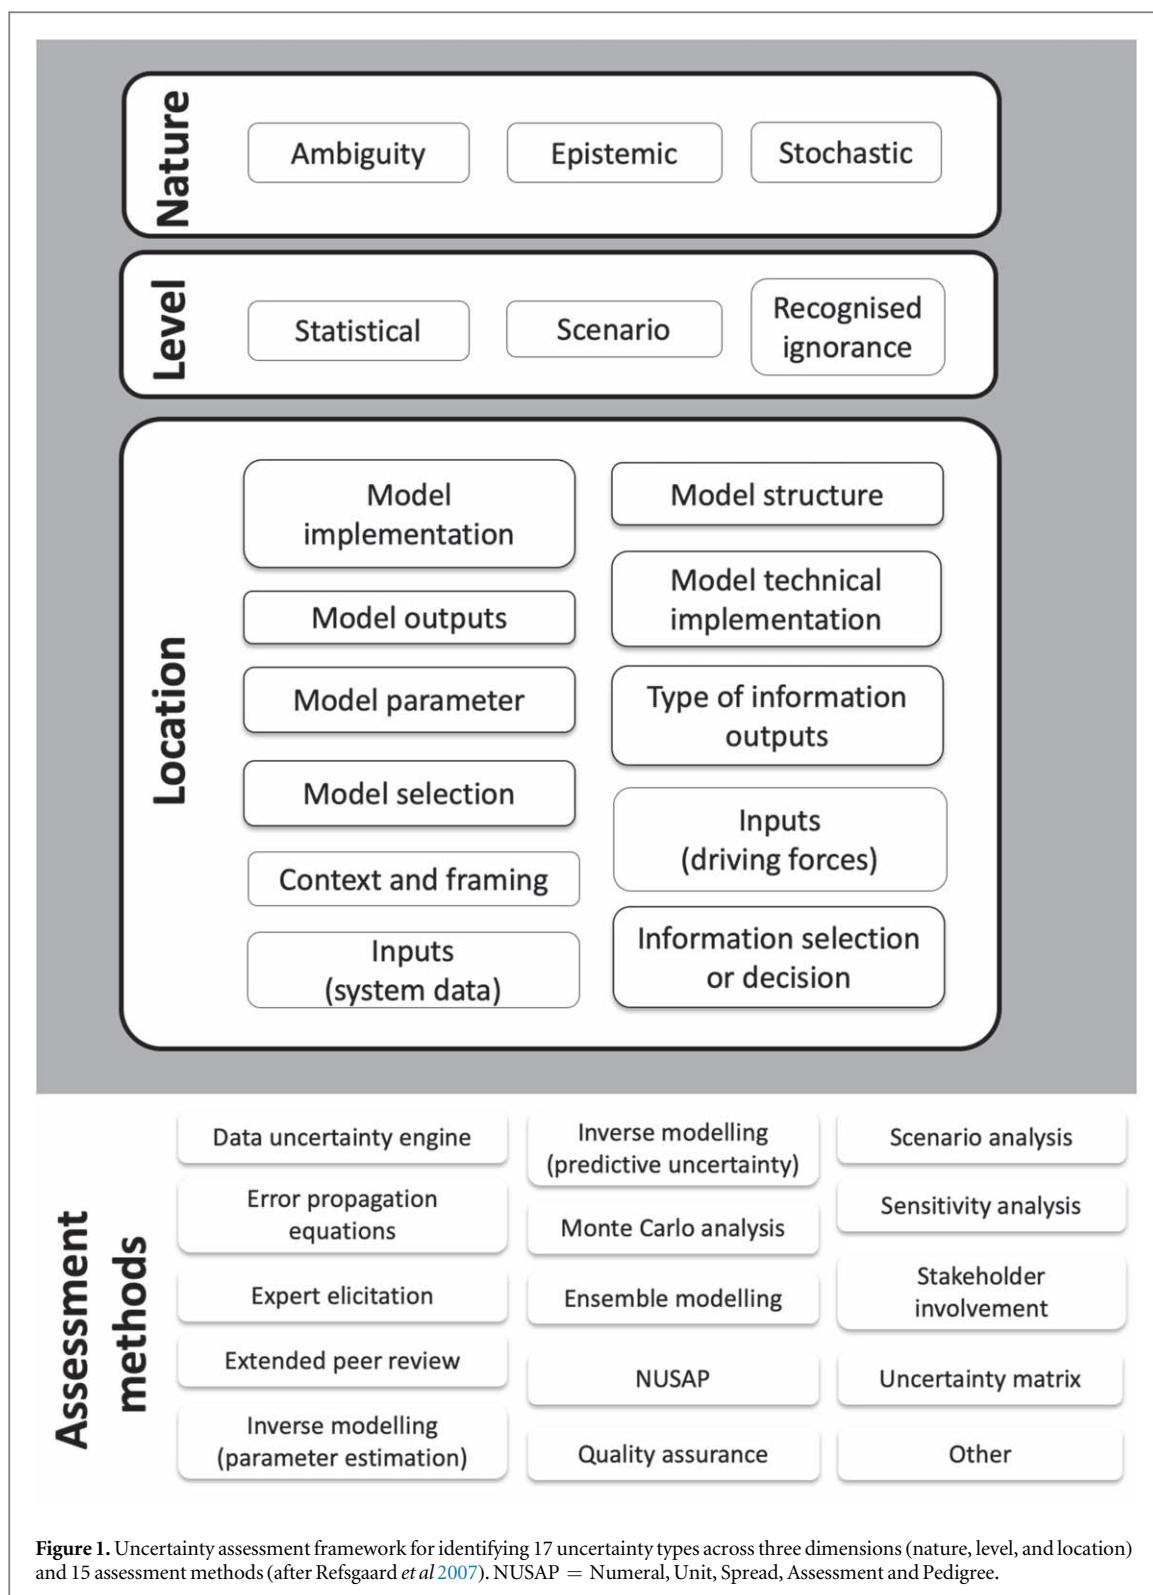 Nature
Ambiguity
Epistemic
Stochastic
Level
Statistical
Scenario
Recognised
ignorance
Location
Model
implementation
Model outputs
Model parameter
Model selection
Context and framing
Inputs
(system data)
Model structure
Model technical
implementation
Type of information
outputs
Inputs
(driving forces)
Information selection
or decision
Assessment
methods
Data uncertainty engine
Error propagation
equations
Expert elicitation
Extended peer review
Inverse modelling
(parameter estimation)
Inverse modelling
(predictive uncertainty)
Monte Carlo analysis
Ensemble modelling
NUSAP
Quality assurance
Scenario analysis
Sensitivity analysis
Stakeholder
involvement
Uncertainty matrix
Other
Figure 1. Uncertainty assessment framework for identifying 17 uncertainty types across three dimensions (nature, level, and location)
and 15 assessment methods (after Refsgaard et al 2007). NUSAP = Numeral, Unit, Spread, Assessment and Pedigree.